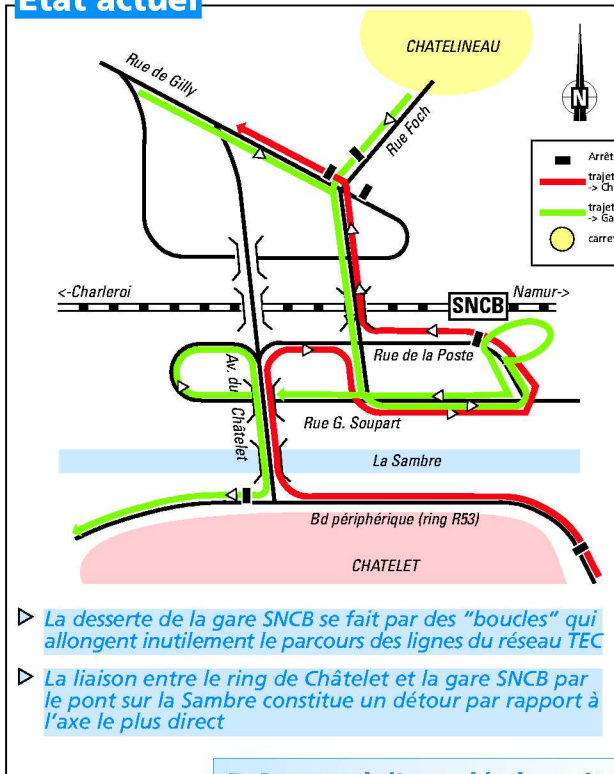 Etat actuel
CHATELINEAU
Rue de Gilly
Rue Foch
N
Arrêt
trajet
-> Ch
trajet
-> Ga
<-Charleroi
SNCB
Namur->
Rue de la Poste
Av. du Châtelet
Rue G. Soupart
La Sambre
Bd périphérique (ring R53)
CHATELET
La desserte de la gare SNCB se fait par des "boucles" qui
allongent inutilement le parcours des lignes du réseau TEC
La liaison entre le ring de Châtelet et la gare SNCB par
le pont sur la Sambre constitue un détour par rapport à
l'axe le plus direct